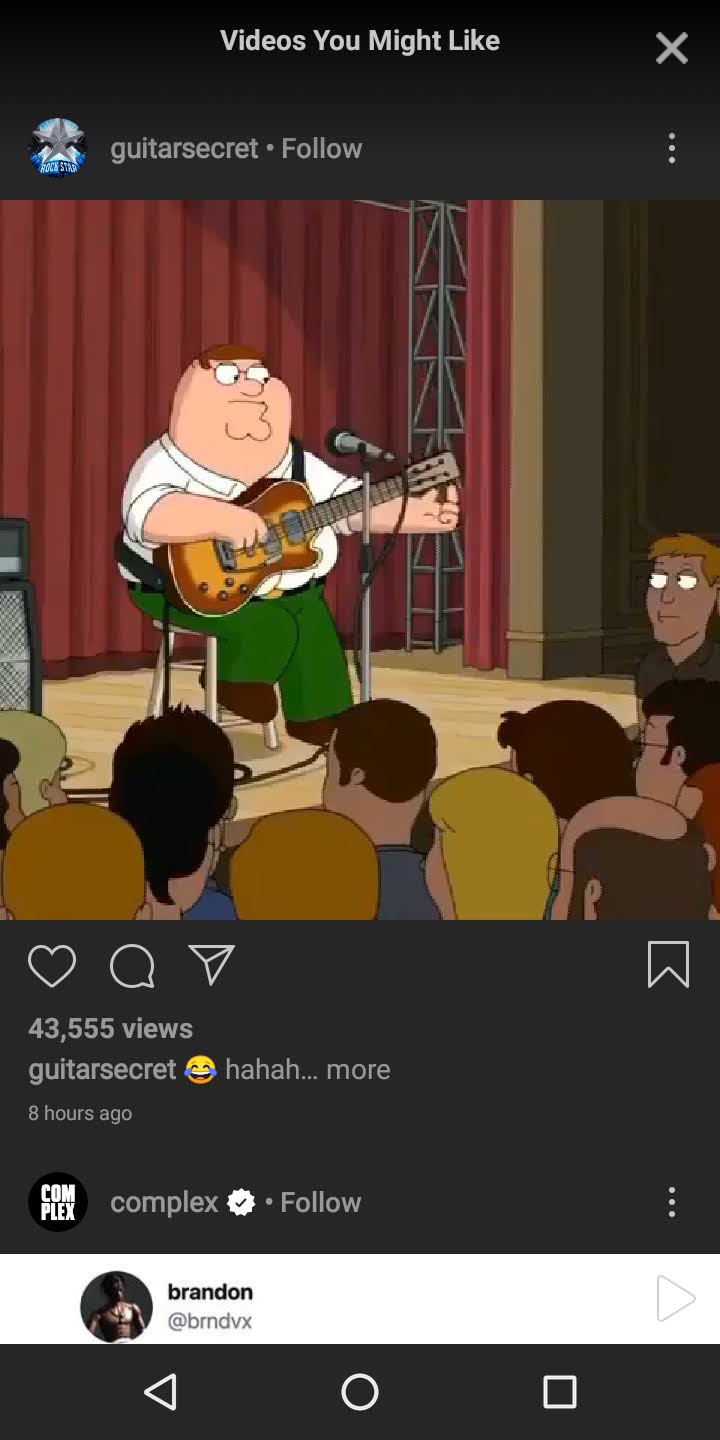 Videos You Might Like
ROCK STAR
guitarsecret • Follow
43,555 views
guitarsecret 😂 hahah... more
8 hours ago
COM
PLEX
complex • Follow
brandon
@brndvx